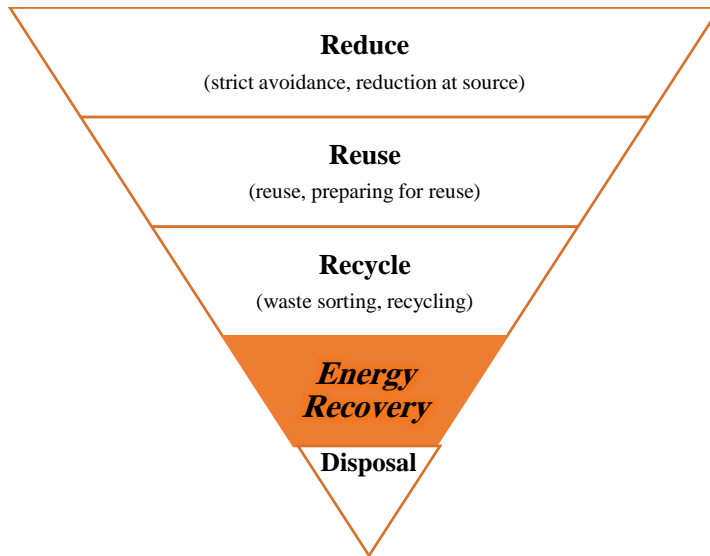 Reduce
(strict avoidance, reduction at source)
Reuse
(reuse, preparing for reuse)
Recycle
(waste sorting, recycling)
Energy
Recovery
Disposal